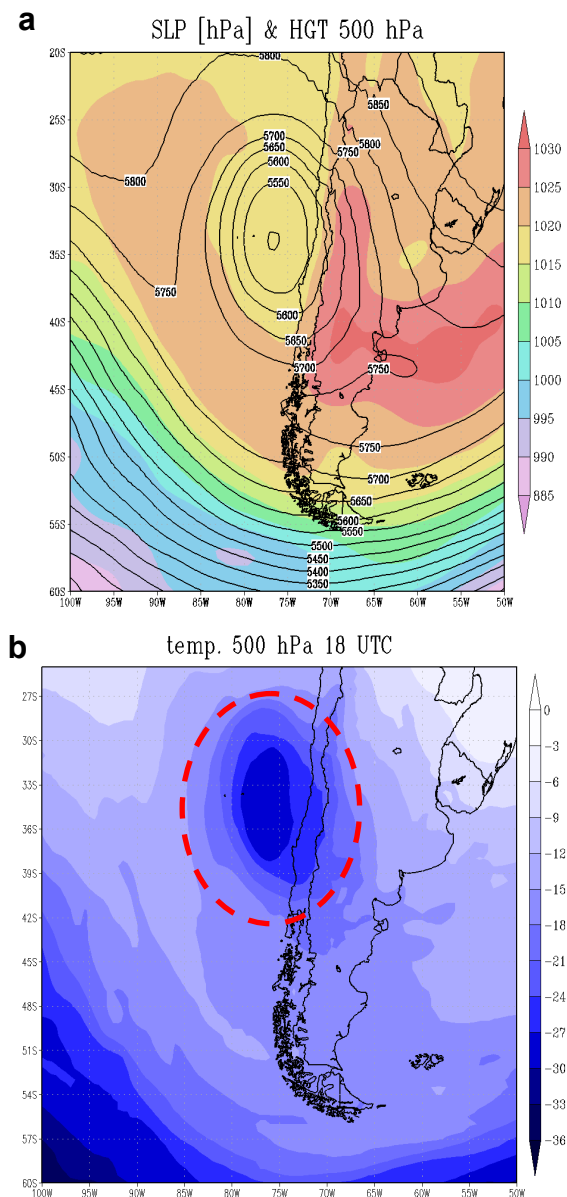 a
SLP [hPa] & HGT 500 hPa
20S
25S
30S
35S
40S
45S
50S
55S
60S
100W 95W 90W 85W 80W 75W 70W 65W 60W 55W 50W
5800
5850
5700
5650
5750
5800
5600
5800
5550
5750
5600
5650
5700
5750
5750
5700
5650
5600
5550
5500
5450
5400
5350
1030
1025
1020
1015
1010
1005
1000
995
990
885
b
temp. 500 hPa 18 UTC
27S
30S
33S
36S
39S
42S
45S
48S
51S
54S
57S
60S
100W 95W 90W 85W 80W 75W 70W 65W 60W 55W 50W
0
-3
-6
-9
-12
-15
-18
-21
-24
-27
-30
-33
-36